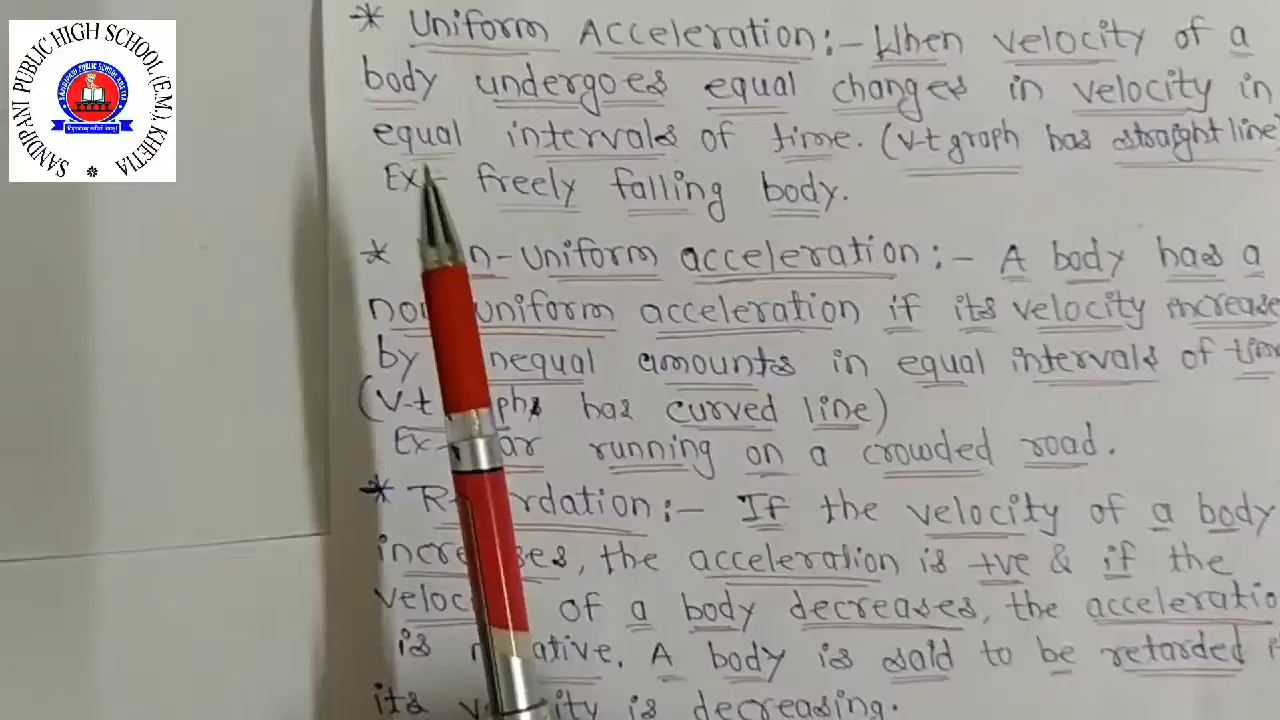 SANDIPANI PUBLIC HIGH SCHOOL (E.M.) KHETIA
* Uniform Acceleration:- When velocity of a
body undergoes equal changes in velocity in
equal intervals of time. (V-t graph has straight line
Ex- freely falling body.
* n-uniform acceleration:- A body has a
non uniform acceleration if its velocity increase
by nequal amounts in equal intervals of time
(V-t phs has curved line)
Ex- ar running on a crowded road.
* R rdation:- If the velocity of a body
incre ses, the acceleration is +ve & if the
veloc of a body decreases, the acceleratio
is n ative. A body is said to be retarded i
its v ity is decreasing.